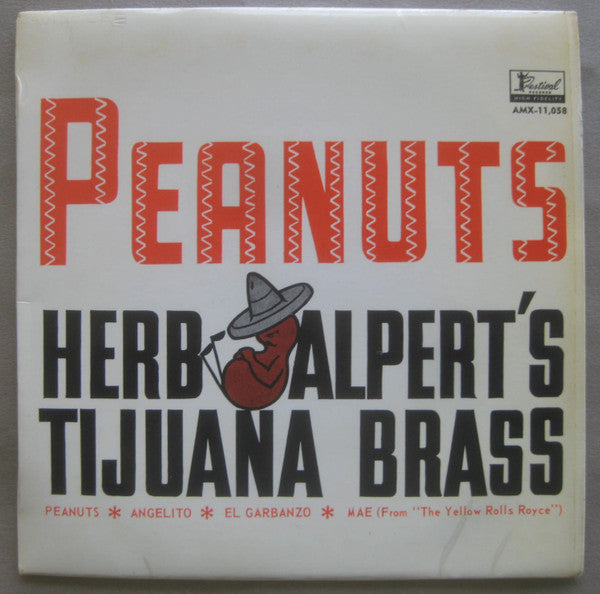 Festival
RECORDS
HIGH FIDELITY
AMX-11,058
PEANUTS
HERB ALPERT'S
TIJUANA BRASS
PEANUTS * ANGELITO * EL GARBANZO * MAE (From "The Yellow Rolls Royce")